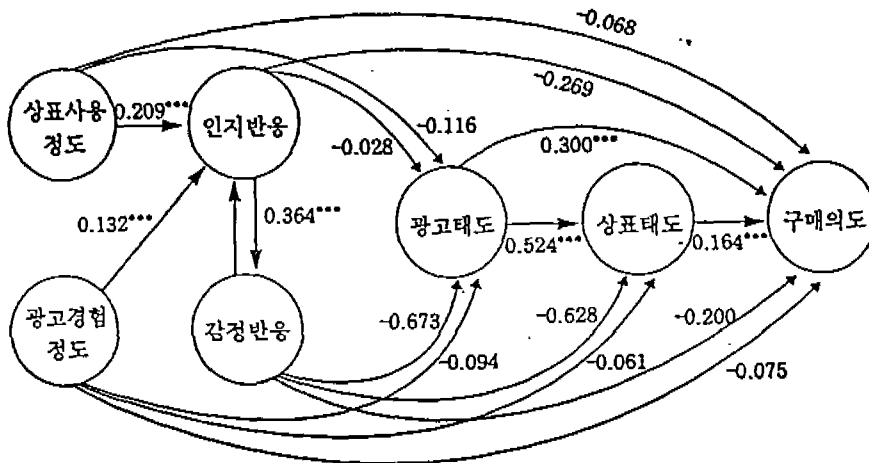 -0.068
-0.269
상표사용
정도
0.209***
인지반응
-0.116
-0.028
0.300***
0.132***
0.364***
광고태도
0.524***
상표태도
0.164***
구매의도
광고경험
정도
감정반응
-0.673
-0.094
-0.628
-0.061
-0.200
-0.075